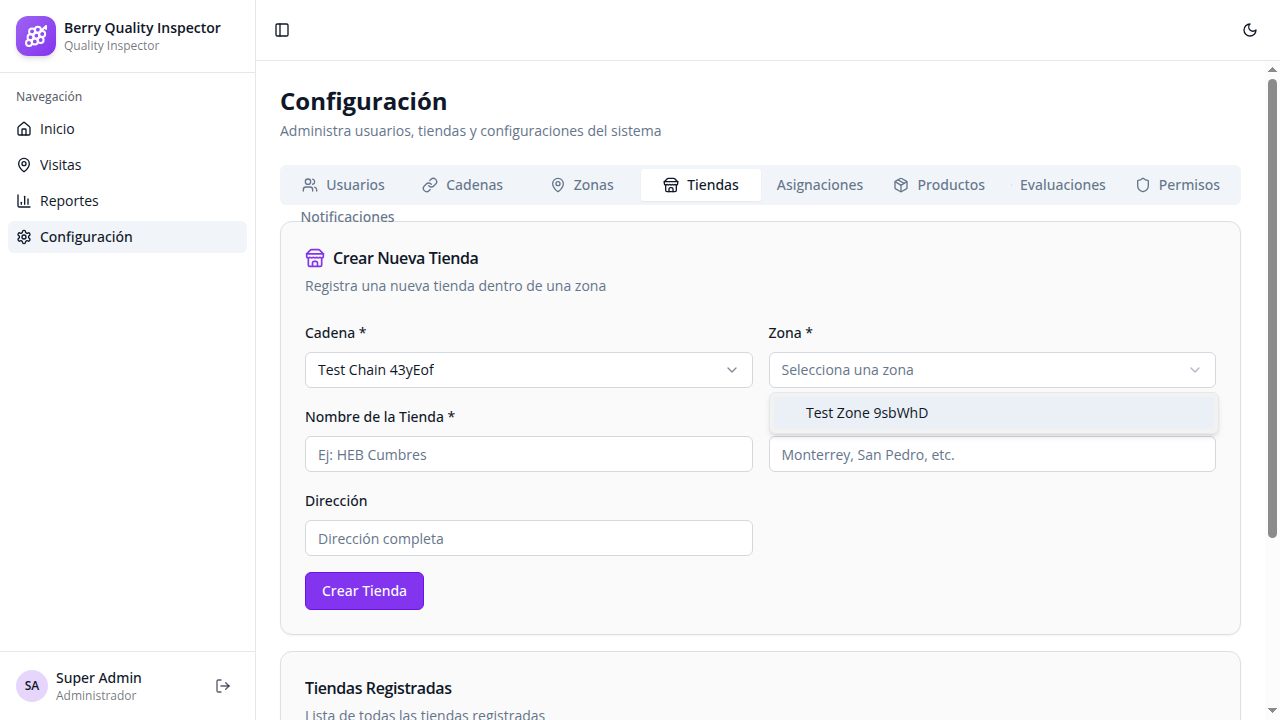 Berry Quality Inspector
Quality Inspector
Navegación
Inicio
Visitas
Reportes
Configuración
Super Admin
Administrador
SA
Configuración
Administra usuarios, tiendas y configuraciones del sistema
Usuarios
Cadenas
Zonas
Tiendas
Asignaciones
Productos
Evaluaciones
Permisos
Notificaciones
Crear Nueva Tienda
Registra una nueva tienda dentro de una zona
Cadena *
Test Chain 43yEof
Zona *
Selecciona una zona
Test Zone 9sbWhD
Nombre de la Tienda *
Ej: HEB Cumbres
Monterrey, San Pedro, etc.
Dirección
Dirección completa
Crear Tienda
Tiendas Registradas
Lista de todas las tiendas registradas